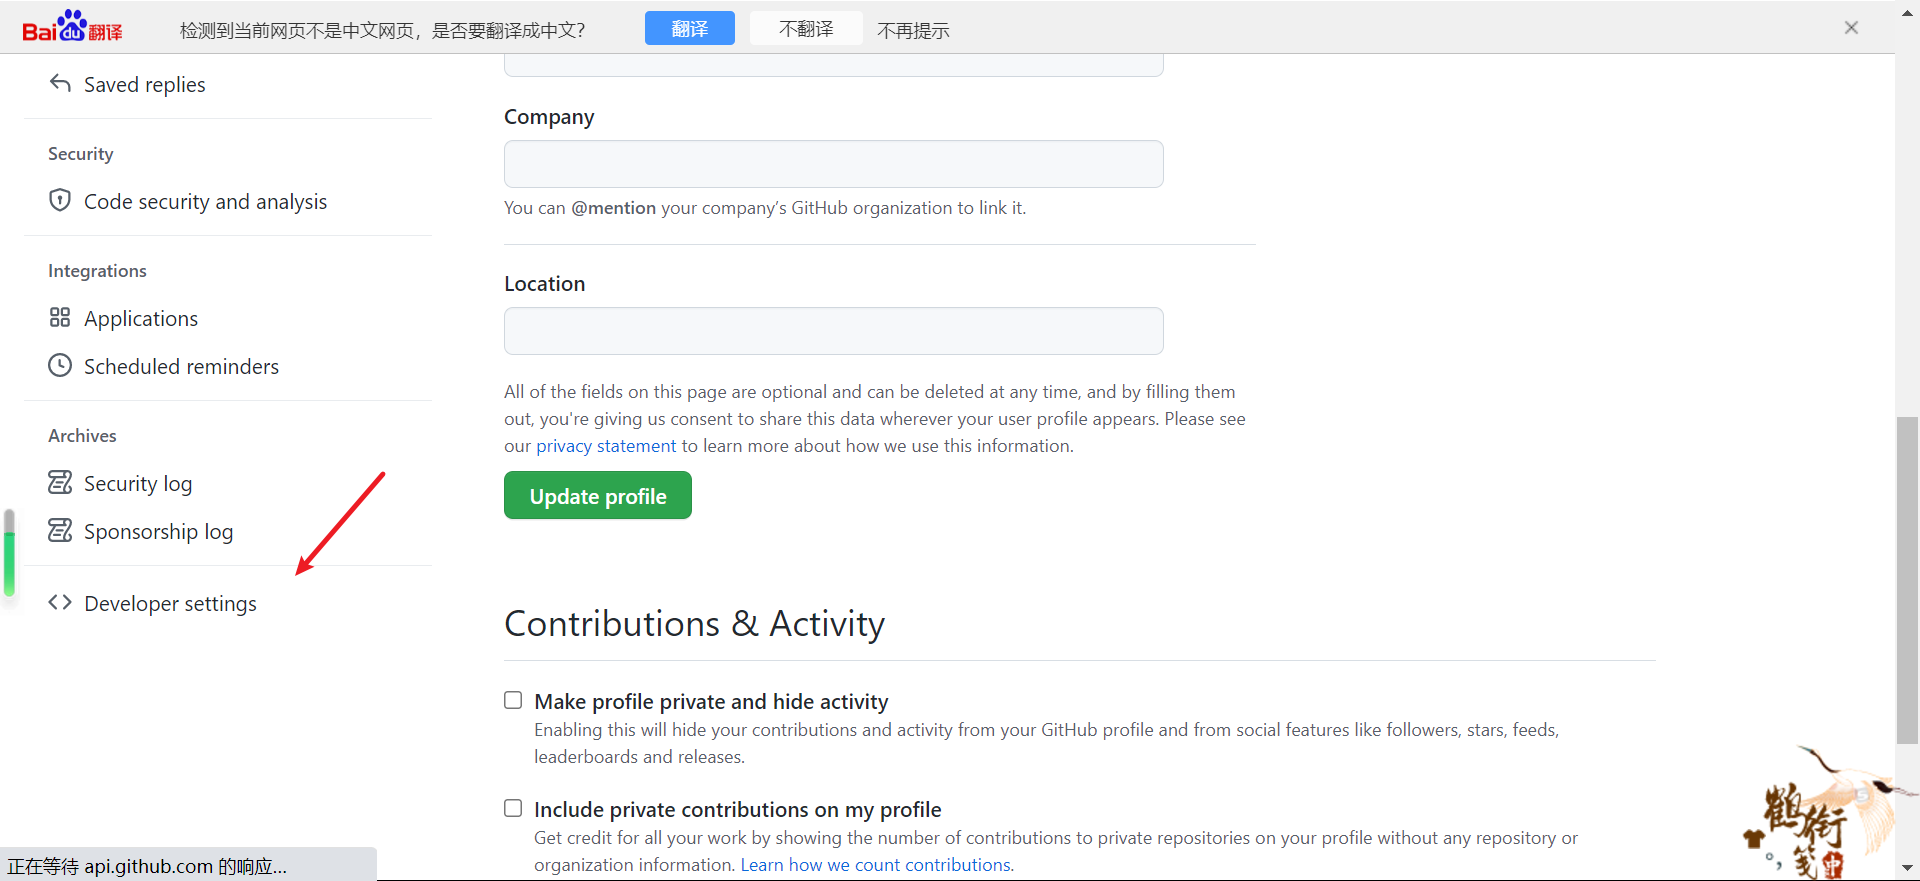 Bai du 翻译
检测到当前网页不是中文网页，是否要翻译成中文?
翻译
不翻译
不再提示
Saved replies
Security
Code security and analysis
Integrations
Applications
Scheduled reminders
Archives
Security log
Sponsorship log
Developer settings
Company
You can @mention your company’s GitHub organization to link it.
Location
All of the fields on this page are optional and can be deleted at any time, and by filling them
out, you're giving us consent to share this data wherever your user profile appears. Please see
our privacy statement to learn more about how we use this information.
Update profile
Contributions & Activity
Make profile private and hide activity
Enabling this will hide your contributions and activity from your GitHub profile and from social features like followers, stars, feeds,
leaderboards and releases.
Include private contributions on my profile
Get credit for all your work by showing the number of contributions to private repositories on your profile without any repository or
organization information. Learn how we count contributions.
正在等待 api.github.com 的响应...
鹤衔笺
中